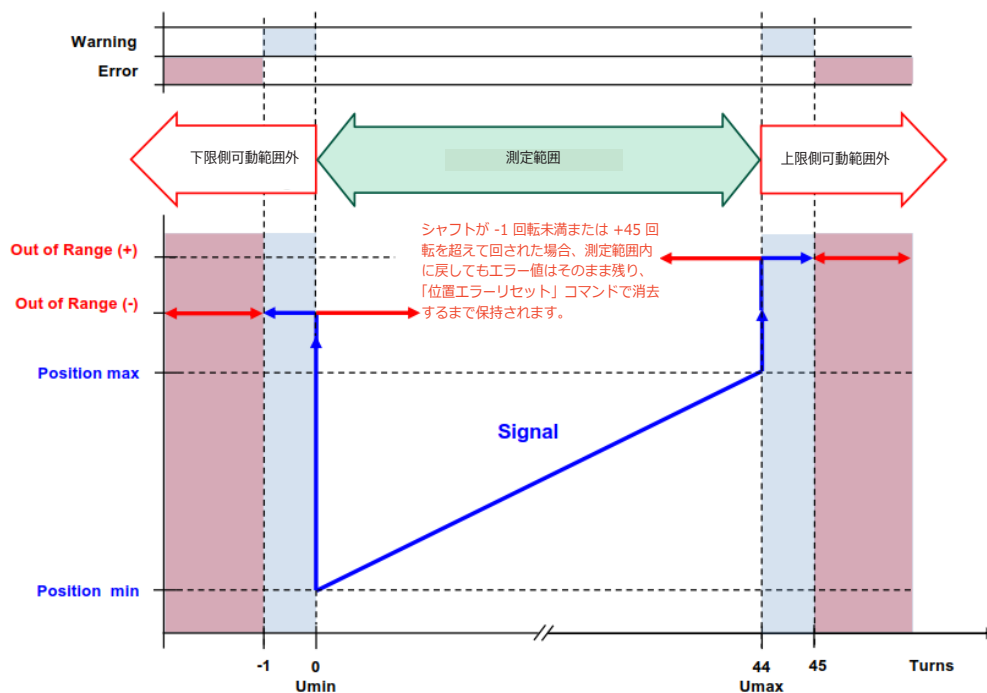 Warning
Error
下限側可動範囲外
測定範囲
上限側可動範囲外
シャフトが -1 回転未満または +45 回
転を超えて回された場合、測定範囲内
に戻してもエラー値はそのまま残り、
「位置エラーリセット」コマンドで消去
するまで保持されます。
Out of Range (+)
Out of Range (-)
Position max
Signal
Position min
-1 0 44 45 Turns
Umin Umax